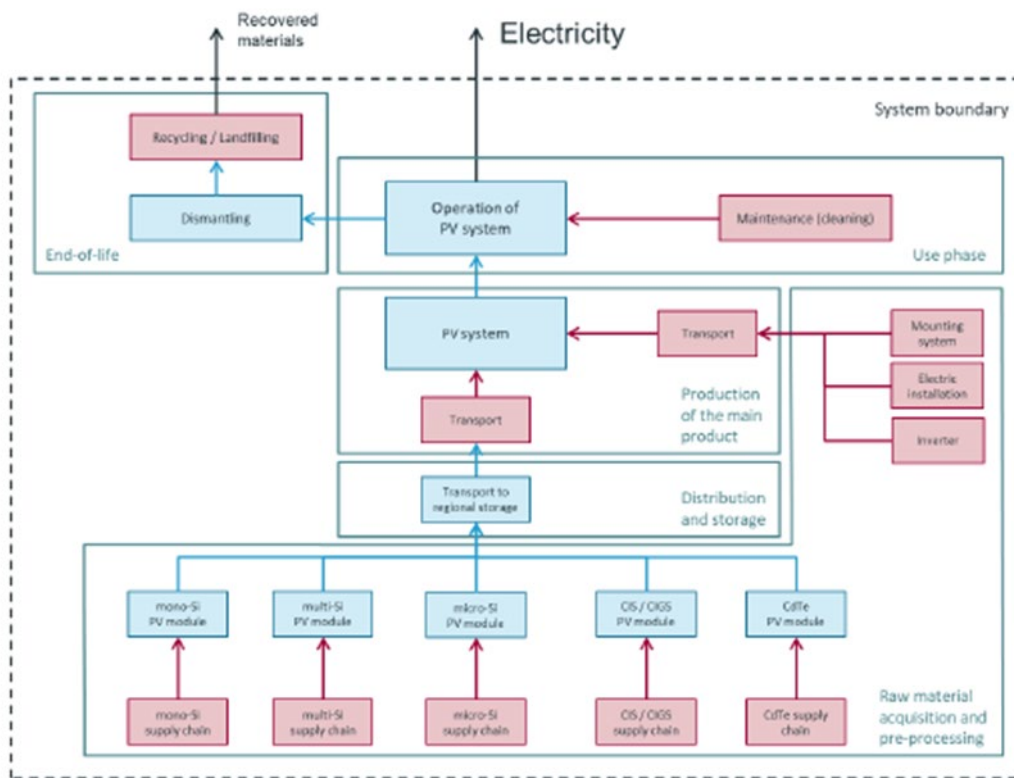 Recovered
materials
Electricity
System boundary
Recycling / Landfilling
Dismantling
End-of-life
Operation of
PV system
Maintenance (cleaning)
Use phase
PV system
Transport
Mounting
system
Electric
installation
Inverter
Production
of the main
product
Transport
Transport to
regional storage
Distribution
and storage
mono-Si
PV module
multi-Si
PV module
micro-Si
PV module
CIS / CIGS
PV module
CdTe
PV module
mono-Si
supply chain
multi-Si
supply chain
micro-Si
supply chain
CIS / CIGS
supply chain
CdTe supply
chain
Raw material
acquisition and
pre-processing